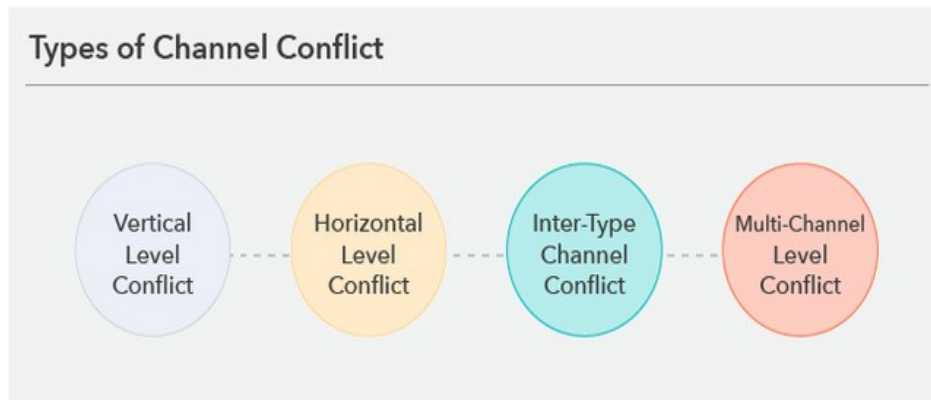 Types of Channel Conflict
Vertical
Level
Conflict
Horizontal
Level
Conflict
Inter-Type
Channel
Conflict
Multi-Channel
Level
Conflict